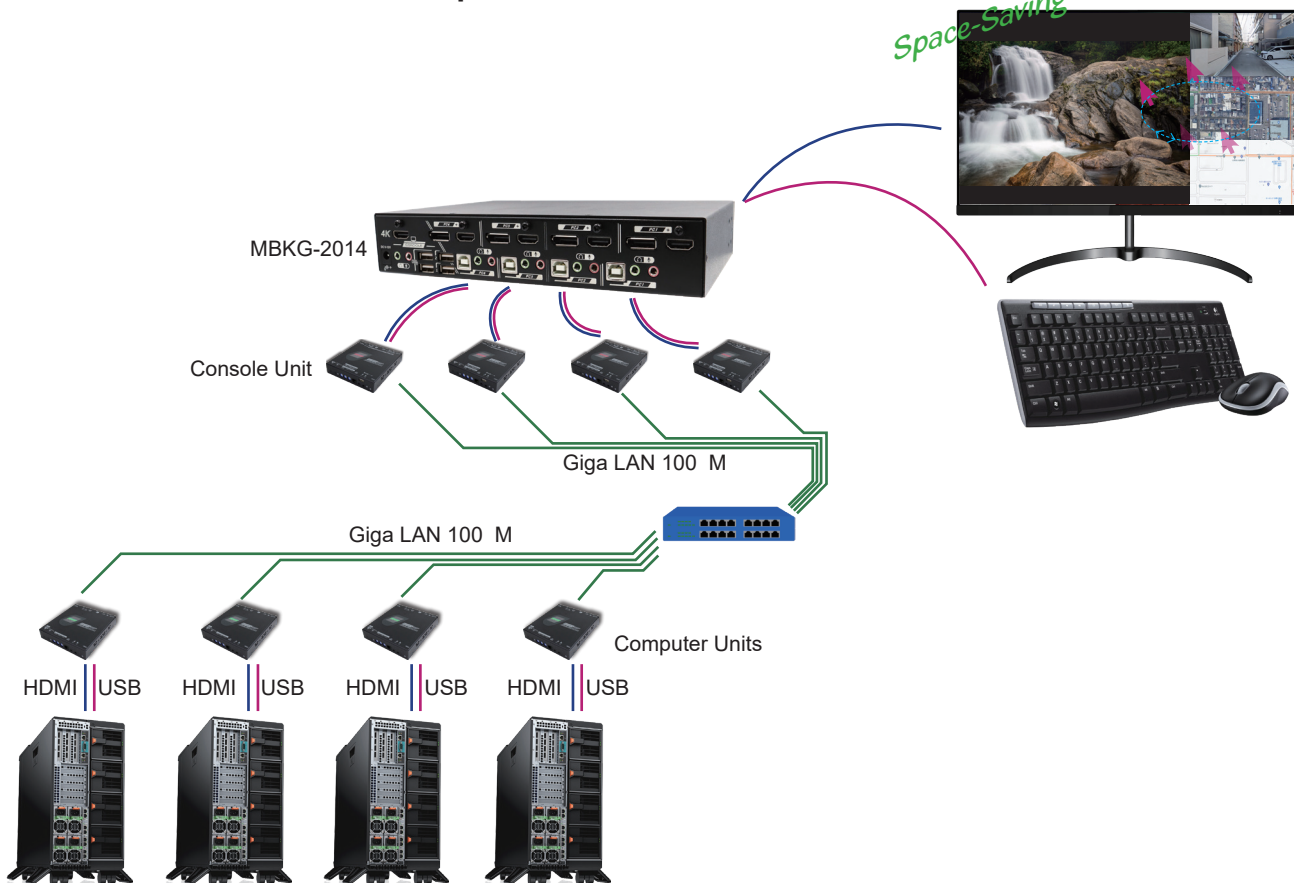 Space-Saving
4K
MBKG-2014
Console Unit
Giga LAN 100 M
Giga LAN 100 M
Computer Units
HDMI USB HDMI USB HDMI USB HDMI USB